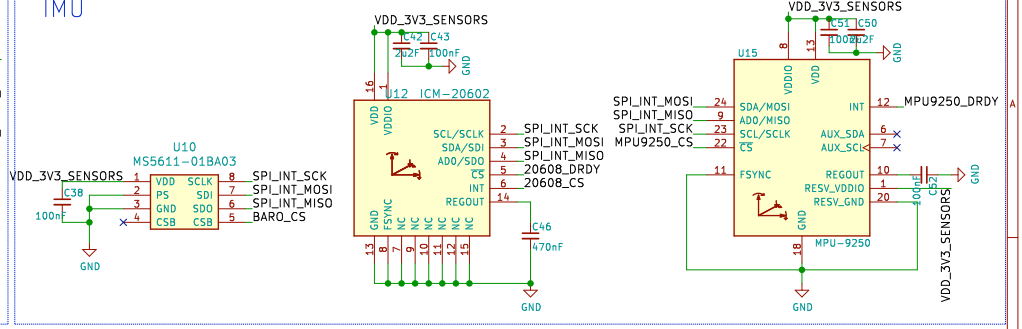 IMU
U10
MS5611-01BA03
VDD_3V3_SENSORS
C38
100nF
1 VDD SCLK 8 SPI_INT_SCK
2 PS SDI 7 SPI_INT_MOSI
3 GND SDO 6 SPI_INT_MISO
4 CSB CSB 5 BARO_CS
GND
VDD_3V3_SENSORS
C42 C43
2u2F 100nF
GND
16 1
U12 ICM-20602
VDD VDDIO
SCL/SCLK 2 SPI_INT_SCK
SDA/SDI 3 SPI_INT_MOSI
AD0/SDO 4 SPI_INT_MISO
CS 5 20608_DRDY
INT 6 20608_CS
REGOUT 14
GND FSYNC NC NC NC NC NC NC
13 8 7 9 10 11 12 15
C46
470nF
GND
VDD_3V3_SENSORS
C51 C50
100nF 2u2F
GND
U15
8 13
VDDIO VDD
SPI_INT_MOSI 24 SDA/MOSI
SPI_INT_MISO 9 AD0/MISO
SPI_INT_SCK 23 SCL/SCLK
MPU9250_CS 22 CS
11 FSYNC
INT 12 MPU9250_DRDY
AUX_SDA 6
AUX_SCL 7
REGOUT 10
RESV_VDDIO 1
RESV_GND 20
100nF
C52
GND
VDD_3V3_SENSORS
GND
18
MPU-9250
GND
A